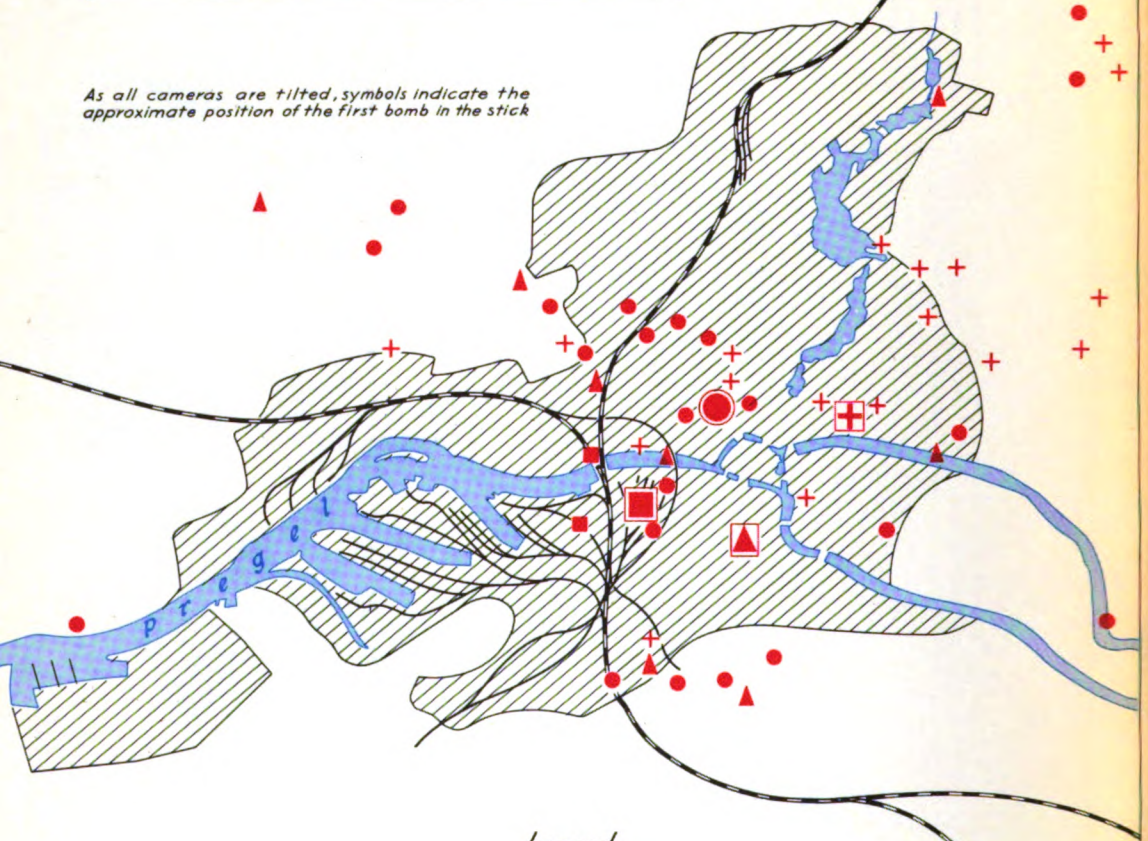 As all cameras are tilted, symbols indicate the
approximate position of the first bomb in the stick
pregel